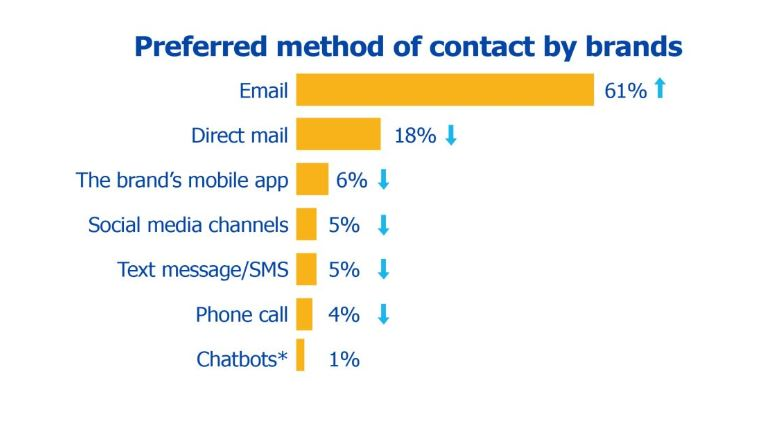 Preferred method of contact by brands
Email 61%
Direct mail 18%
The brand’s mobile app 6%
Social media channels 5%
Text message/SMS 5%
Phone call 4%
Chatbots* 1%